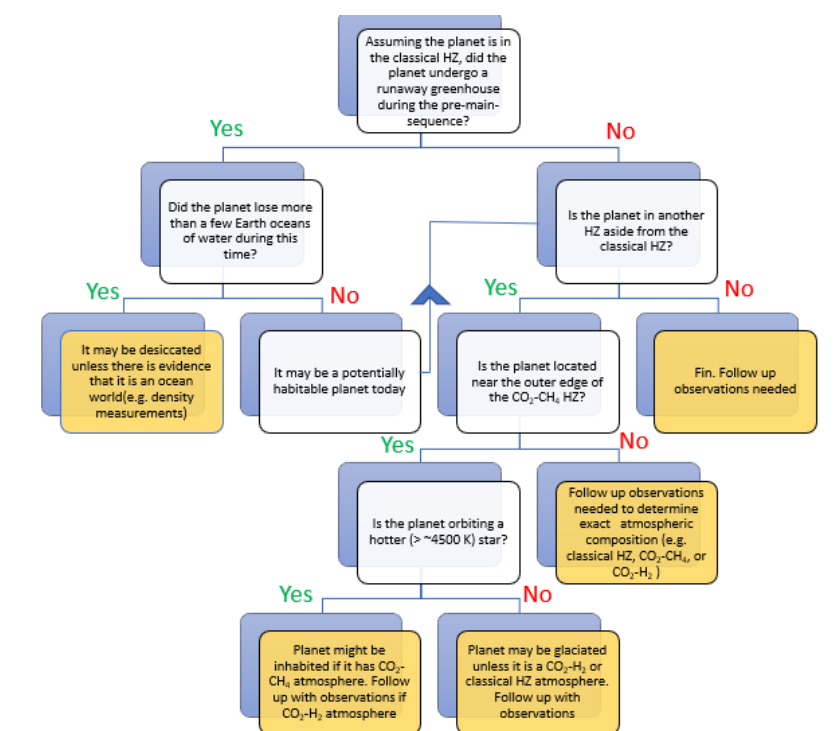 Assuming the planet is in
the classical HZ, did the
planet undergo a
runaway greenhouse
during the pre-main-
sequence?
Yes
No
Did the planet lose more
than a few Earth oceans
of water during this
time?
Is the planet in another
HZ aside from the
classical HZ?
Yes
No
Yes
No
It may be desiccated
unless there is evidence
that it is an ocean
world(e.g. density
measurements)
It may be a potentially
habitable planet today
Is the planet located
near the outer edge of
the CO₂-CH₄ HZ?
Fin. Follow up
observations needed
Yes
No
Is the planet orbiting a
hotter (> ~4500 K) star?
Follow up observations
needed to determine
exact atmospheric
composition (e.g.
classical HZ, CO₂-CH₄, or
CO₂-H₂ )
Yes
No
Planet might be
inhabited if it has CO₂-
CH₄ atmosphere. Follow
up with observations if
CO₂-H₂ atmosphere
Planet may be glaciated
unless it is a CO₂-H₂ or
classical HZ atmosphere.
Follow up with
observations